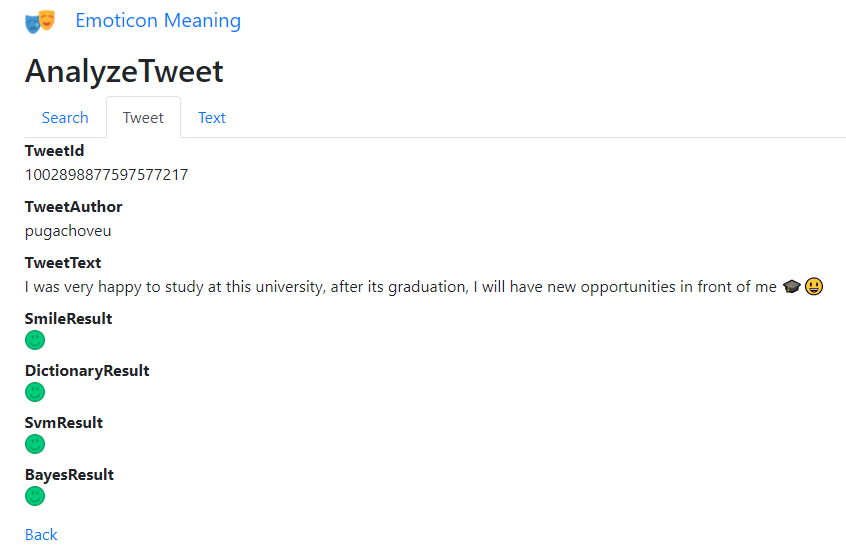 Emoticon Meaning
AnalyzeTweet
Search Tweet Text
TweetId
1002898877597577217
TweetAuthor
pugachoveu
TweetText
I was very happy to study at this university, after its graduation, I will have new opportunities in front of me 🎓😃
SmileResult
DictionaryResult
SvmResult
BayesResult
Back